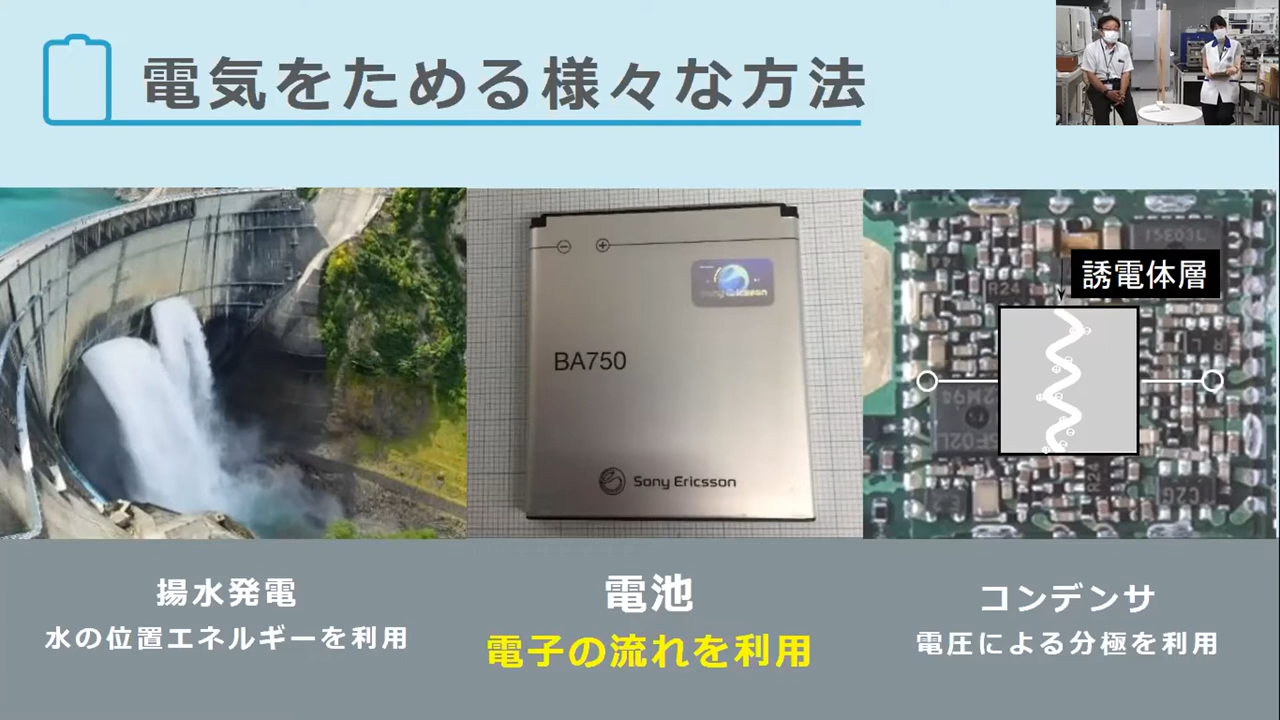 電気をためる様々な方法
誘電体層
R24
BA750
Sony Ericsson
揚水発電
水の位置エネルギーを利用
電池
電子の流れを利用
コンデンサ
電圧による分極を利用